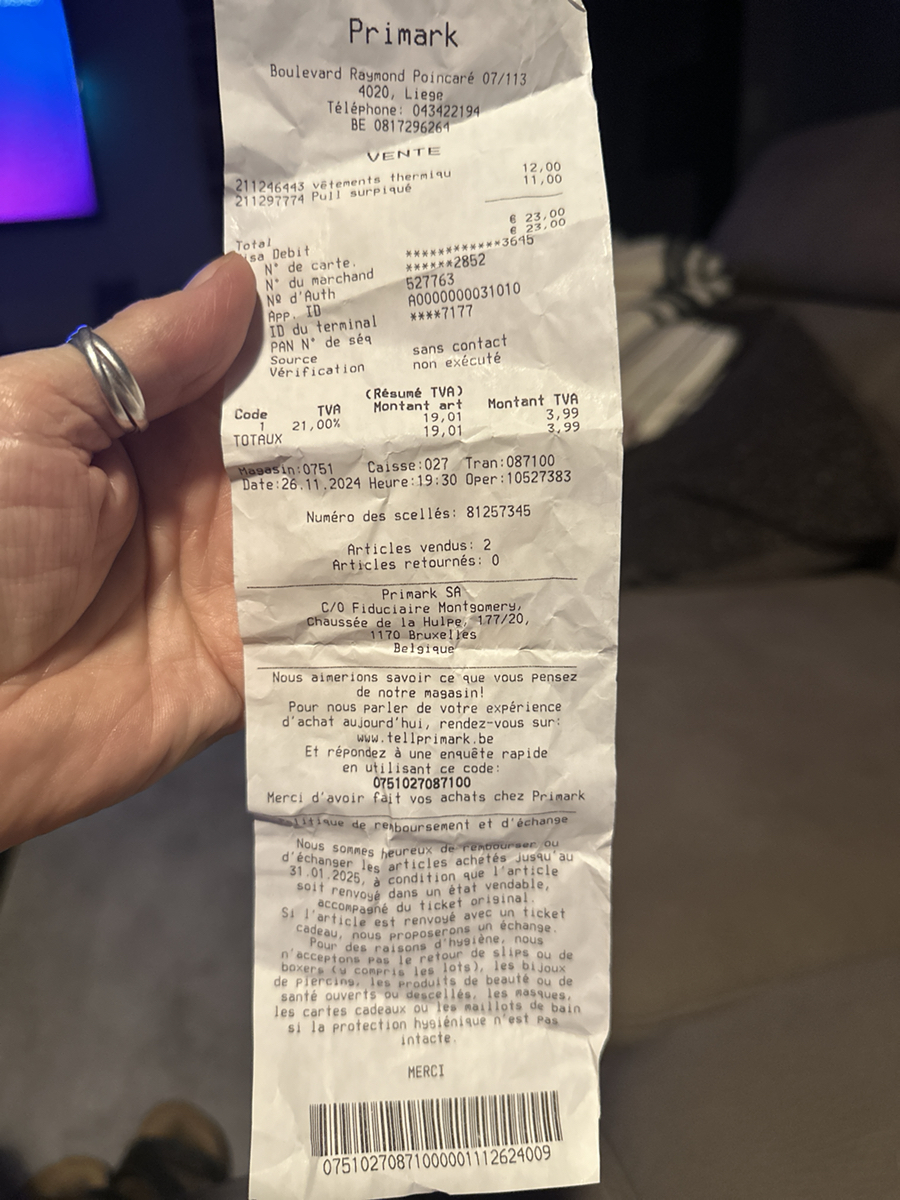 Primark
Boulevard Raymond Poincaré 07/113
4020, Liege
Téléphone: 043422194
BE 0817296264
VENTE
211246443 vêtements thermiqu 12,00
211297774 Pull surpiqué 11,00
Total € 23,00
isa Debit € 23,00
N° de carte. ************3645
N° du marchand ******2852
Nº d'Auth 527763
App. ID A0000000031010
ID du terminal ****7177
PAN N° de séq
Source sans contact
Vérification non exécuté
(Résumé TVA)
Code TVA Montant art Montant TVA
1 21,00% 19,01 3,99
TOTAUX 19,01 3,99
Magasin:0751 Caisse:027 Tran:087100
Date:26.11.2024 Heure:19:30 Oper:10527383
Numéro des scellés: 81257345
Articles vendus: 2
Articles retournés: 0
Primark SA
C/O Fiduciaire Montgomery,
Chaussée de la Hulpe, 177/20,
1170 Bruxelles
Belgique
Nous aimerions savoir ce que vous pensez
de notre magasin!
Pour nous parler de votre expérience
d'achat aujourd'hui, rendez-vous sur:
www.tellprimark.be
Et répondez à une enquête rapide
en utilisant ce code:
0751027087100
Merci d'avoir fait vos achats chez Primark
Politique de remboursement et d'échange
Nous sommes heureux de rembourser ou
d'échanger les articles achetés jusqu'au
31.01.2025, à condition que l'article
soit renvoyé dans un état vendable,
accompagné du ticket original.
Si l'article est renvoyé avec un ticket
cadeau, nous proposerons un échange.
Pour des raisons d'hygiène, nous
n'acceptons pas le retour de slips ou de
boxers (y compris les lots), les bijoux
de piercing, les produits de beauté ou de
santé ouverts ou descellés, les masques,
les cartes cadeaux ou les maillots de bain
si la protection hygiénique n'est pas
intacte.
MERCI
07510270871000001112624009